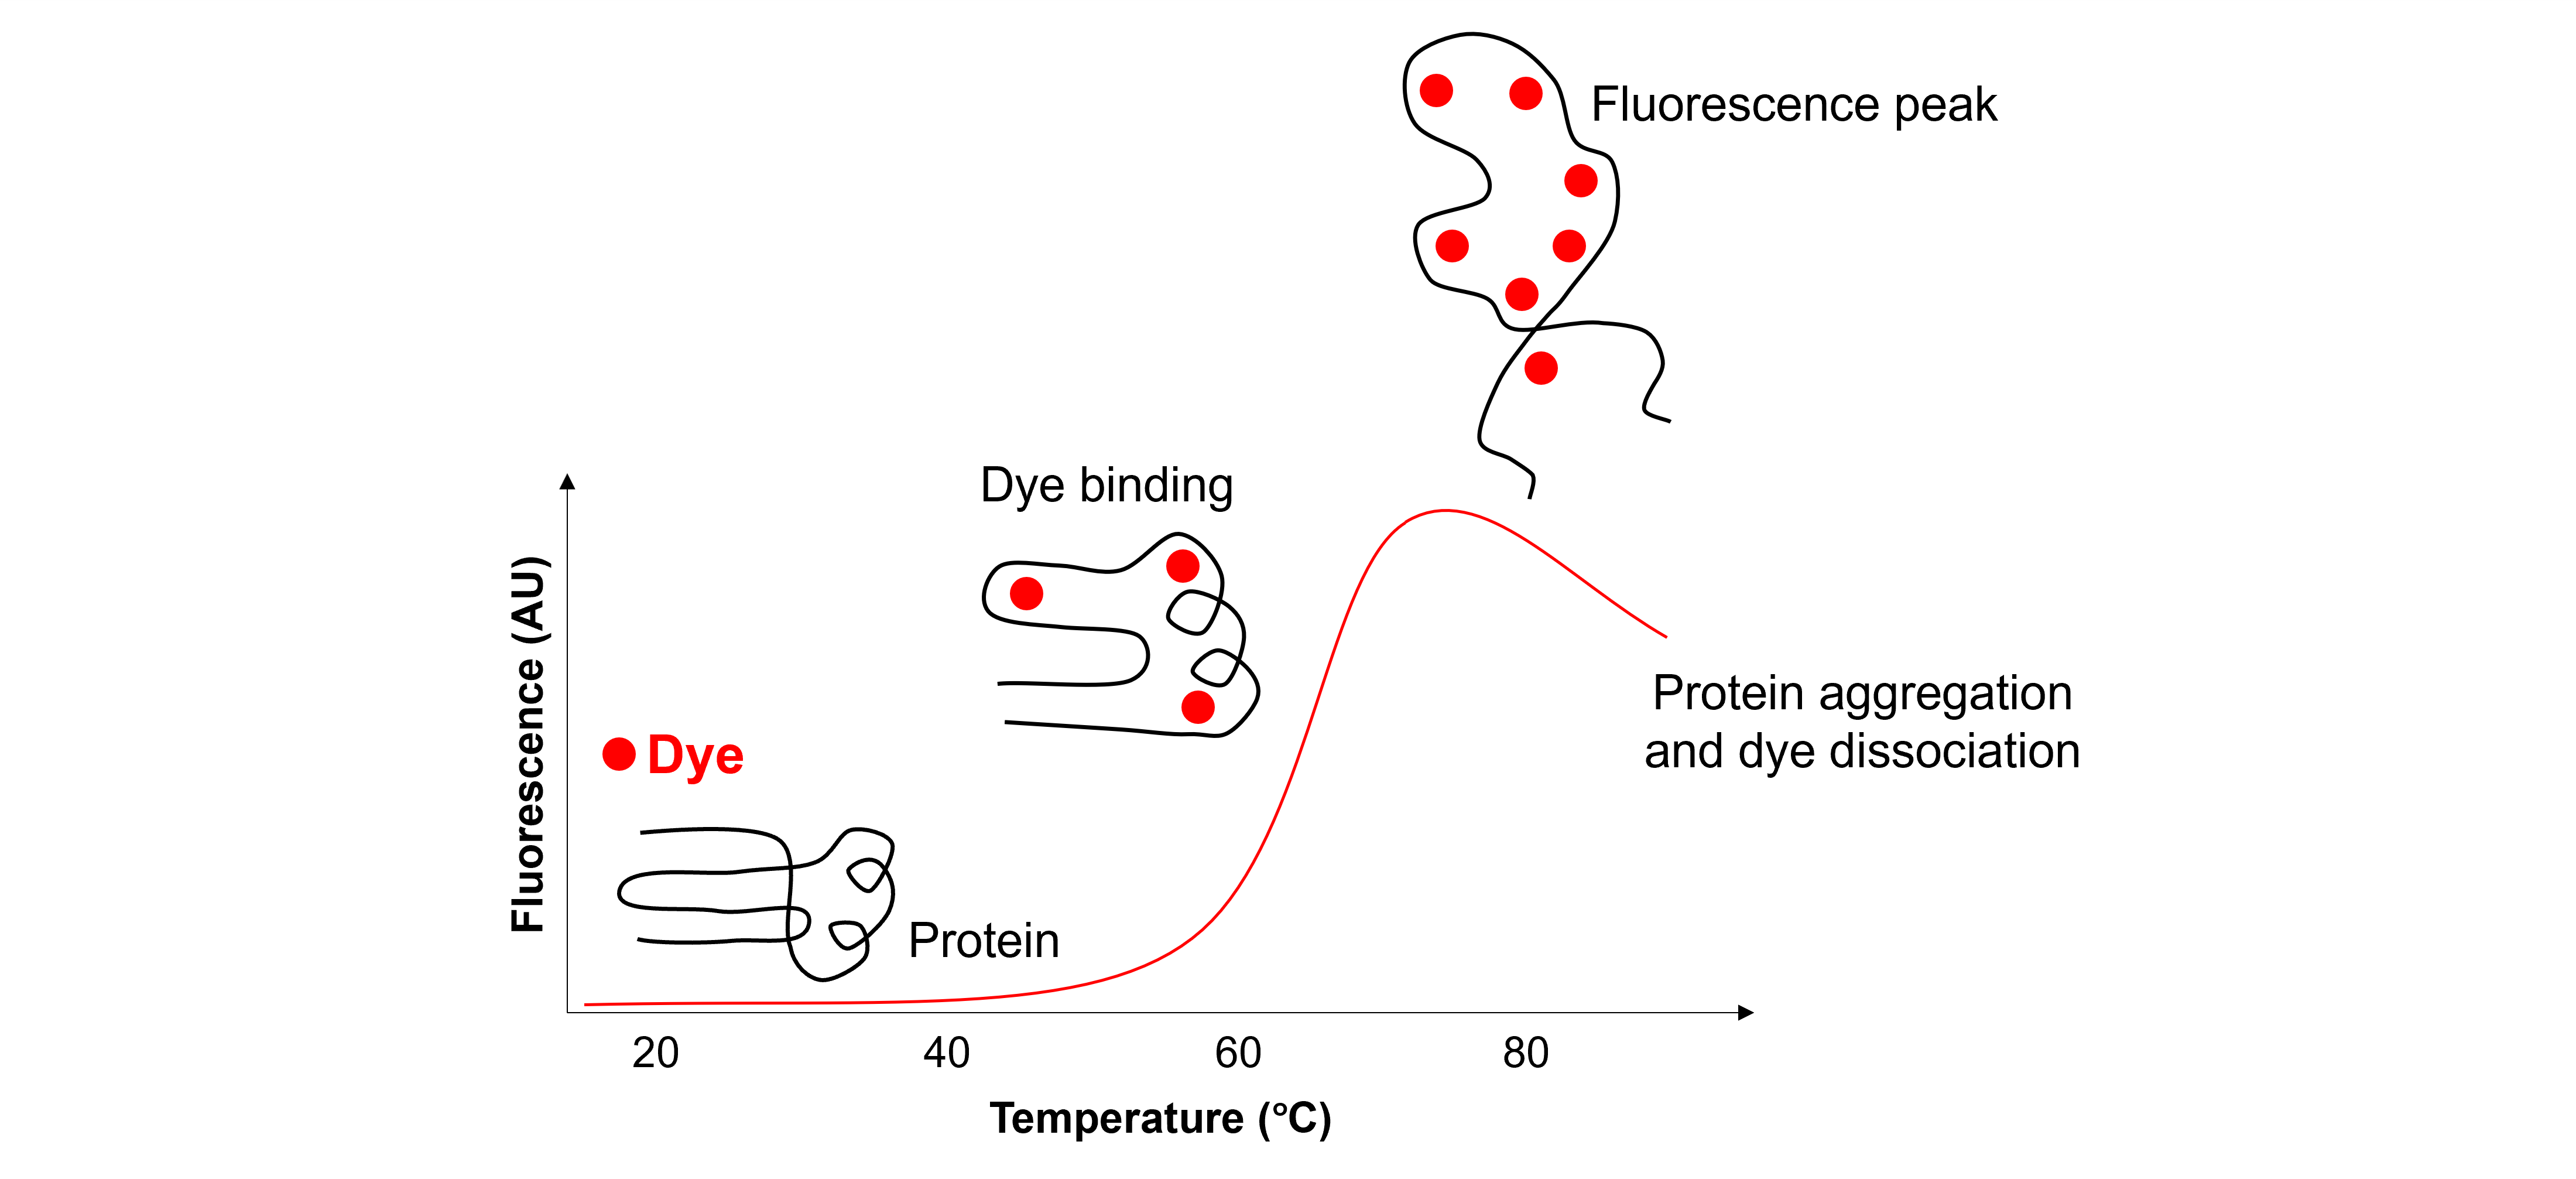 Fluorescence peak
Dye binding
Fluorescence (AU)
Dye
Protein
Protein aggregation
and dye dissociation
20 40 60 80
Temperature (°C)